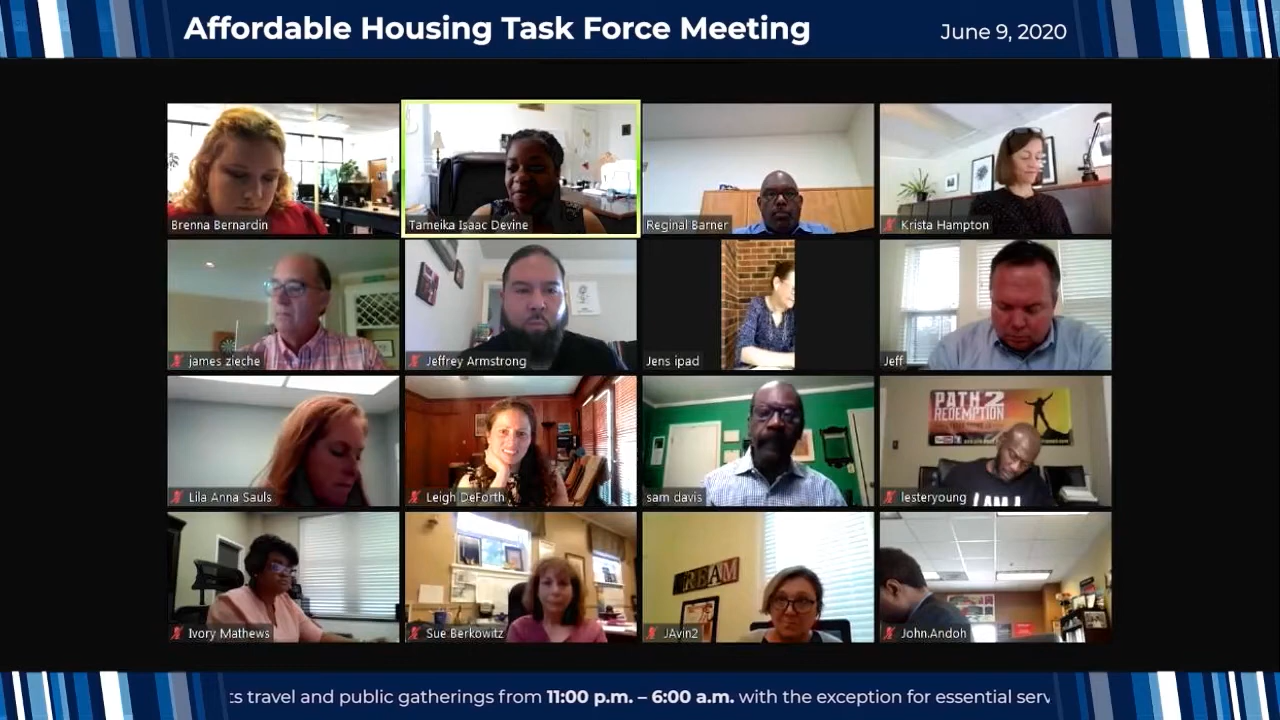 Affordable Housing Task Force Meeting
June 9, 2020
Brenna Bernardin
Tameika Isaac Devine
Reginal Barner
Krista Hampton
james zieche
Jeffrey Armstrong
Jens ipad
Jeff
PATH 2
REDEMPTION
Lila Anna Sauls
Leigh DeForth
sam davis
lesteryoung
I AM I
REAM
Ivory Mathews
Sue Berkowitz
JAvin2
John.Andoh
ts travel and public gatherings from 11:00 p.m. – 6:00 a.m. with the exception for essential serv